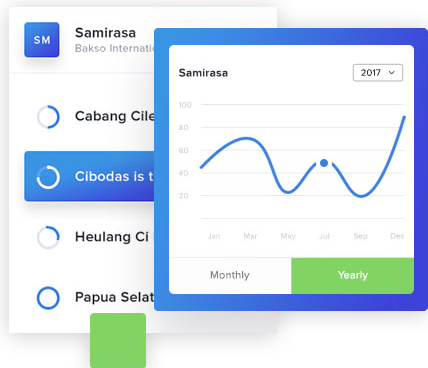 SM
Samirasa
Bakso Internatio
Cabang Cile
Cibodas is t
Heulang Ci
Papua Selat
Samirasa
2017
100
80
60
40
20
Jan Mar May Jul Sep Dec
Monthly Yearly